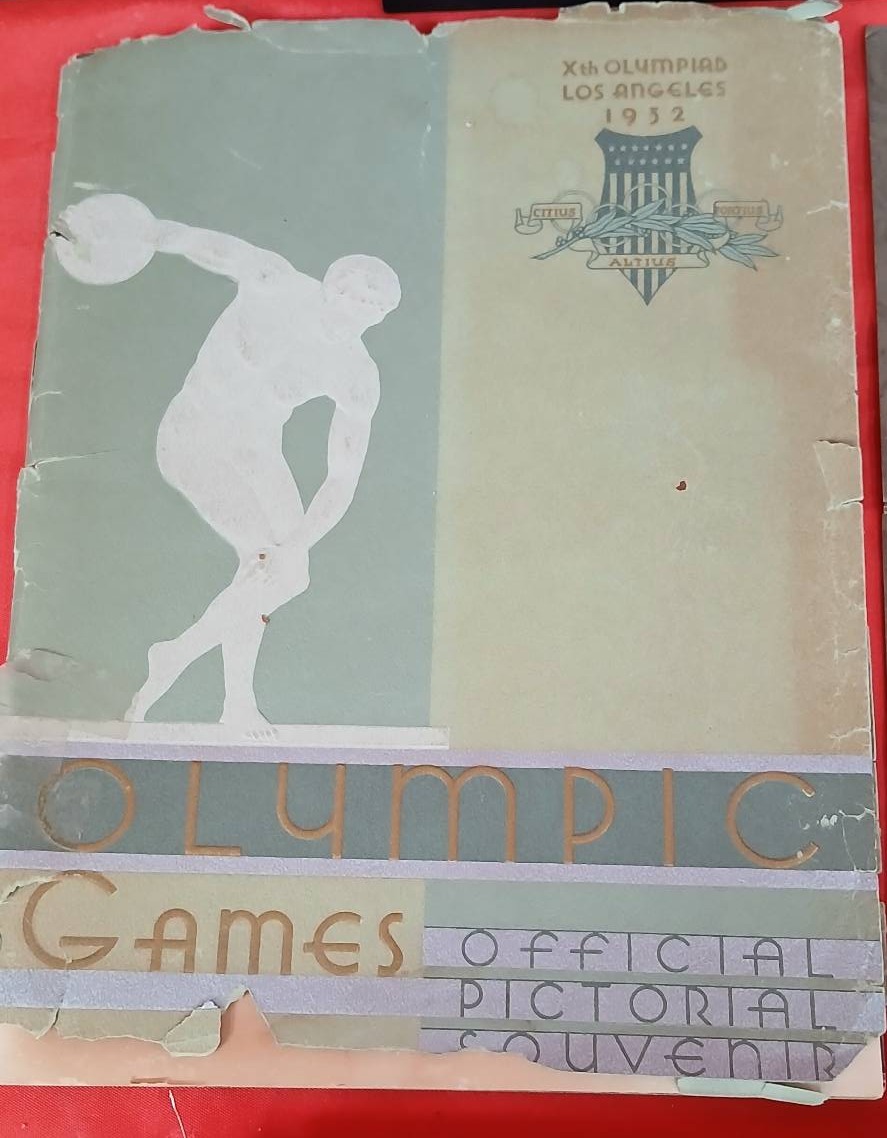 Xth OLYMPIAD
LOS ANGELES
1932
CITIUS FORTIUS
ALTIUS
OLYMPIC
GAMES
OFFICIAL
PICTORIAL
SOUVENIR